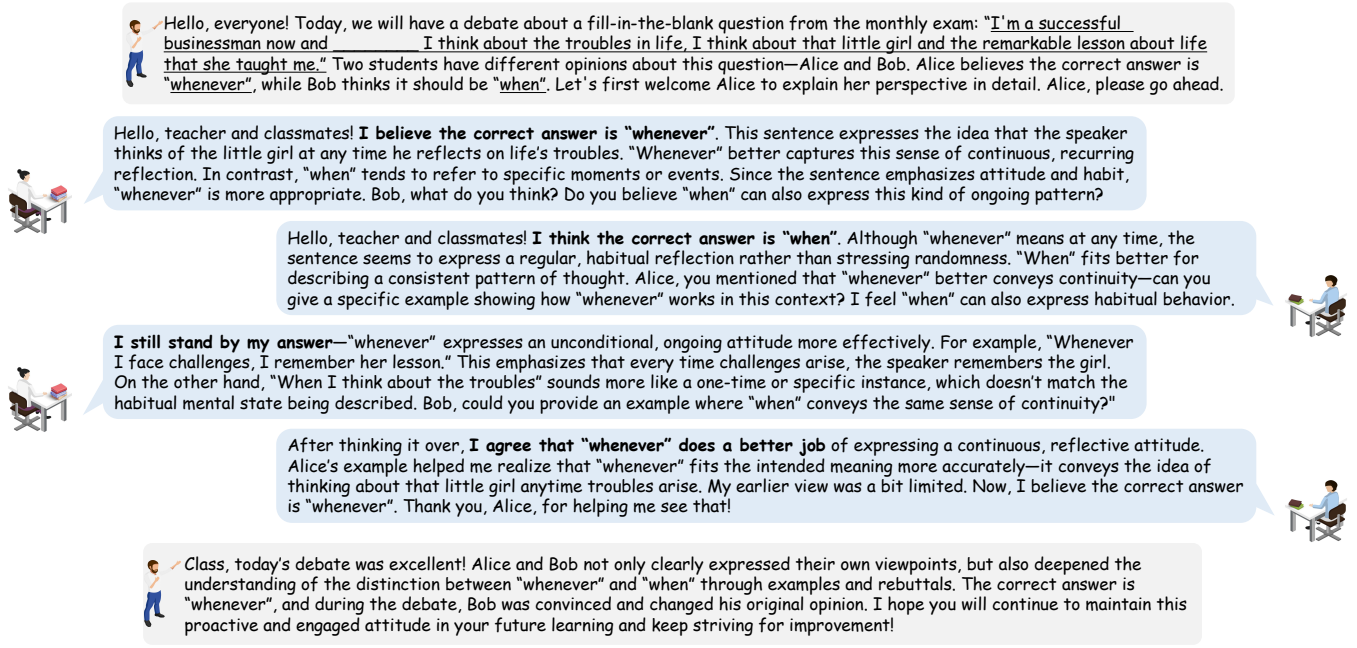 Hello, everyone! Today, we will have a debate about a fill-in-the-blank question from the monthly exam: “I'm a successful
businessman now and __________ I think about the troubles in life, I think about that little girl and the remarkable lesson about life
that she taught me.” Two students have different opinions about this question—Alice and Bob. Alice believes the correct answer is
“whenever”, while Bob thinks it should be “when”. Let's first welcome Alice to explain her perspective in detail. Alice, please go ahead.
Hello, teacher and classmates! I believe the correct answer is “whenever”. This sentence expresses the idea that the speaker
thinks of the little girl at any time he reflects on life’s troubles. “Whenever” better captures this sense of continuous, recurring
reflection. In contrast, “when” tends to refer to specific moments or events. Since the sentence emphasizes attitude and habit,
“whenever” is more appropriate. Bob, what do you think? Do you believe “when” can also express this kind of ongoing pattern?
Hello, teacher and classmates! I think the correct answer is “when”. Although “whenever” means at any time, the
sentence seems to express a regular, habitual reflection rather than stressing randomness. “When” fits better for
describing a consistent pattern of thought. Alice, you mentioned that “whenever” better conveys continuity—can you
give a specific example showing how “whenever” works in this context? I feel “when” can also express habitual behavior.
I still stand by my answer—“whenever” expresses an unconditional, ongoing attitude more effectively. For example, “Whenever
I face challenges, I remember her lesson.” This emphasizes that every time challenges arise, the speaker remembers the girl.
On the other hand, “When I think about the troubles” sounds more like a one-time or specific instance, which doesn’t match the
habitual mental state being described. Bob, could you provide an example where “when” conveys the same sense of continuity?"
After thinking it over, I agree that “whenever” does a better job of expressing a continuous, reflective attitude.
Alice’s example helped me realize that “whenever” fits the intended meaning more accurately—it conveys the idea of
thinking about that little girl anytime troubles arise. My earlier view was a bit limited. Now, I believe the correct answer
is “whenever”. Thank you, Alice, for helping me see that!
Class, today’s debate was excellent! Alice and Bob not only clearly expressed their own viewpoints, but also deepened the
understanding of the distinction between “whenever” and “when” through examples and rebuttals. The correct answer is
“whenever”, and during the debate, Bob was convinced and changed his original opinion. I hope you will continue to maintain this
proactive and engaged attitude in your future learning and keep striving for improvement!